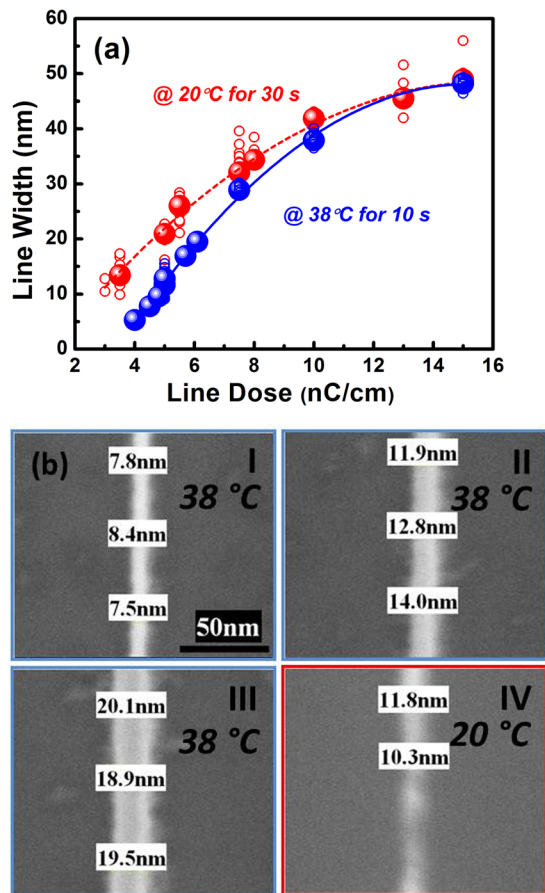 (a)
@ 20°C for 30 s
@ 38°C for 10 s
Line Width (nm)
60
50
40
30
20
10
0
2 4 6 8 10 12 14 16
Line Dose (nC/cm)
(b)
I
38 °C
7.8nm
8.4nm
7.5nm
50nm
II
38 °C
11.9nm
12.8nm
14.0nm
III
38 °C
20.1nm
18.9nm
19.5nm
IV
20 °C
11.8nm
10.3nm